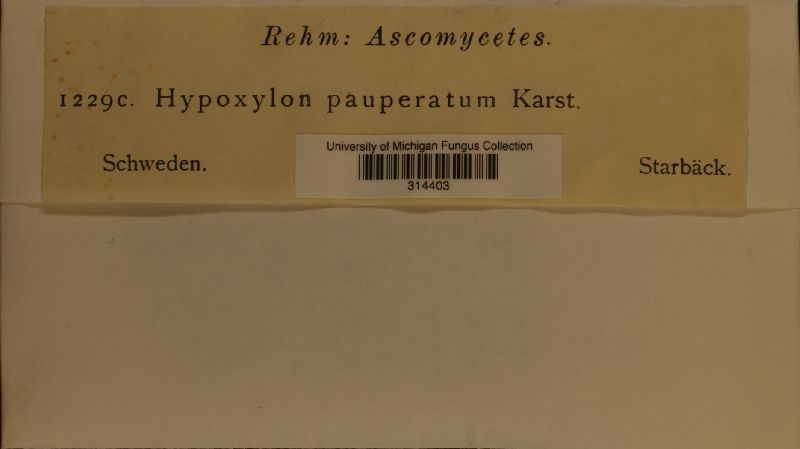 Rehm: Ascomycetes.
1229c. Hypoxylon pauperatum Karst.
University of Michigan Fungus Collection
314403
Schweden.
Starbäck.